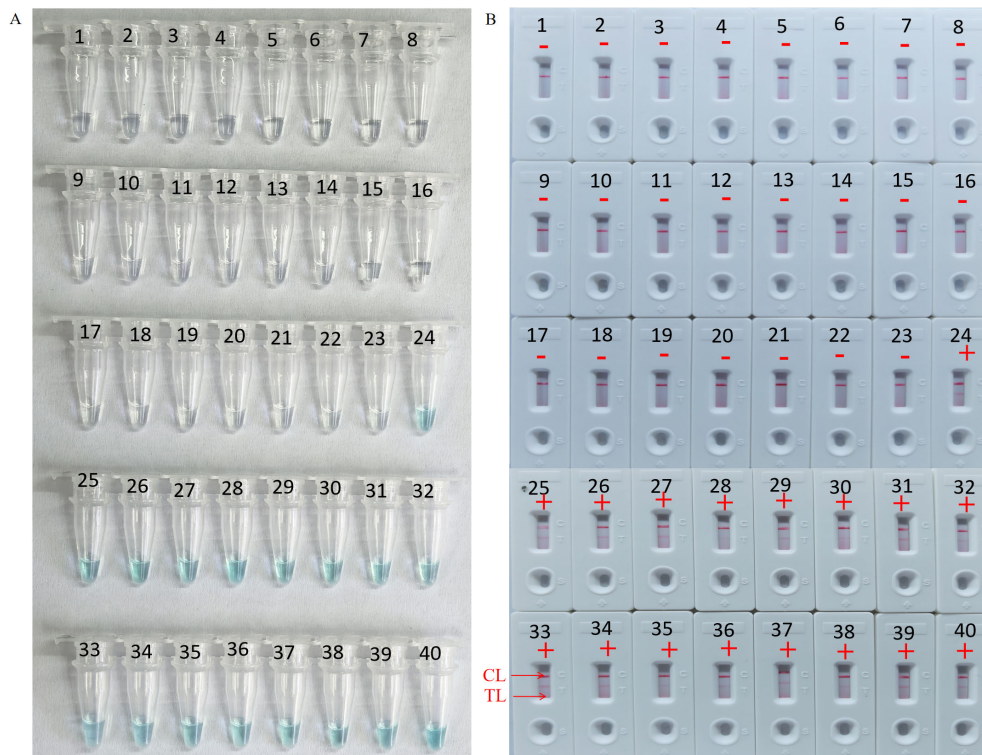 A
1 2 3 4 5 6 7 8
9 10 11 12 13 14 15 16
17 18 19 20 21 22 23 24
25 26 27 28 29 30 31 32
33 34 35 36 37 38 39 40
B
1 2 3 4 5 6 7 8
- - - - - - - -
C C C C C C C C
T T T T T T T T
S S S S S S S S
9 10 11 12 13 14 15 16
- - - - - - - -
C C C C C C C C
T T T T T T T T
S S S S S S S S
17 18 19 20 21 22 23 24
- - - - - - - +
C C C C C C C C
T T T T T T T T
S S S S S S S S
25 26 27 28 29 30 31 32
+ + + + + + + +
C C C C C C C C
T T T T T T T T
S S S S S S S S
33 34 35 36 37 38 39 40
+ + + + + + + +
CL C C C C C C C C
TL T T T T T T T T
S S S S S S S S